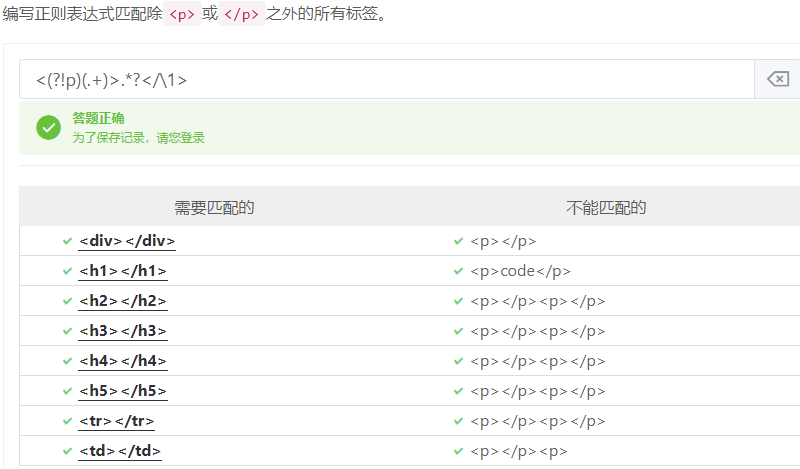 编写正则表达式匹配除 <p> 或 </p> 之外的所有标签。
<(?!p)(.+)>.*?</\1>
答题正确
为了保存记录，请您登录
需要匹配的 不能匹配的
<div></div> <p></p>
<h1></h1> <p>code</p>
<h2></h2> <p></p><p></p>
<h3></h3> <p></p><p></p>
<h4></h4> <p></p><p></p>
<h5></h5> <p></p><p></p>
<tr></tr> <p></p><p></p>
<td></td> <p></p><p>